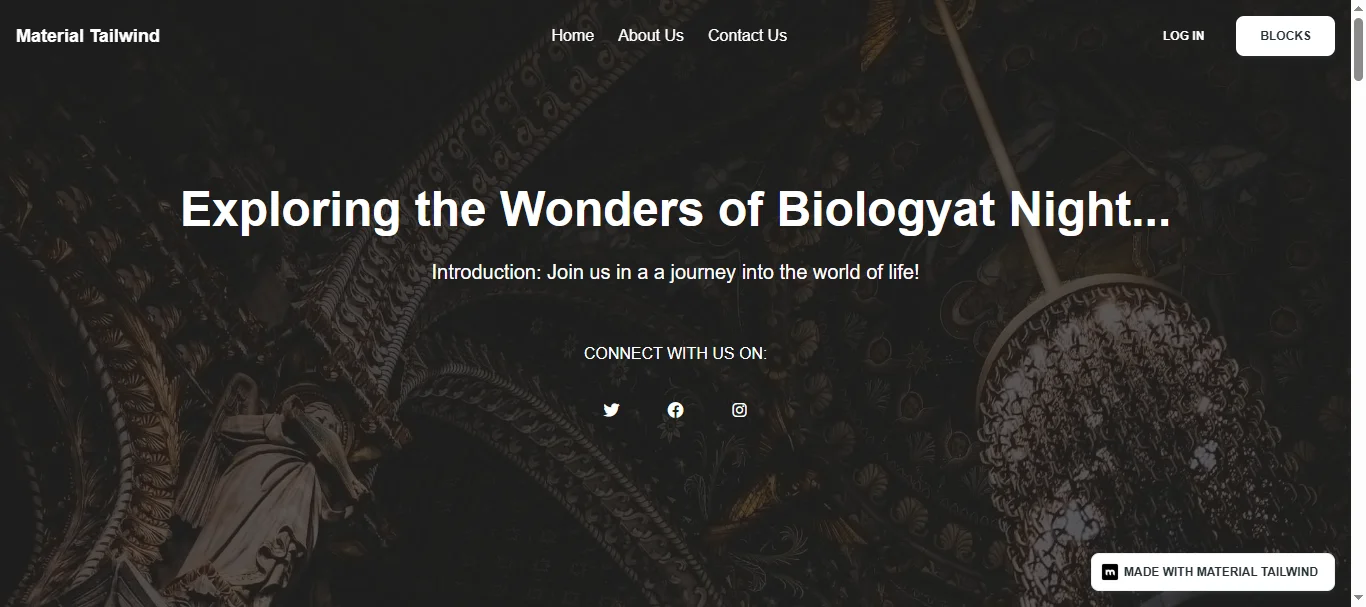 Material Tailwind
Home
About Us
Contact Us
LOG IN
BLOCKS
Exploring the Wonders of Biologyat Night...
Introduction: Join us in a a journey into the world of life!
CONNECT WITH US ON:
MADE WITH MATERIAL TAILWIND